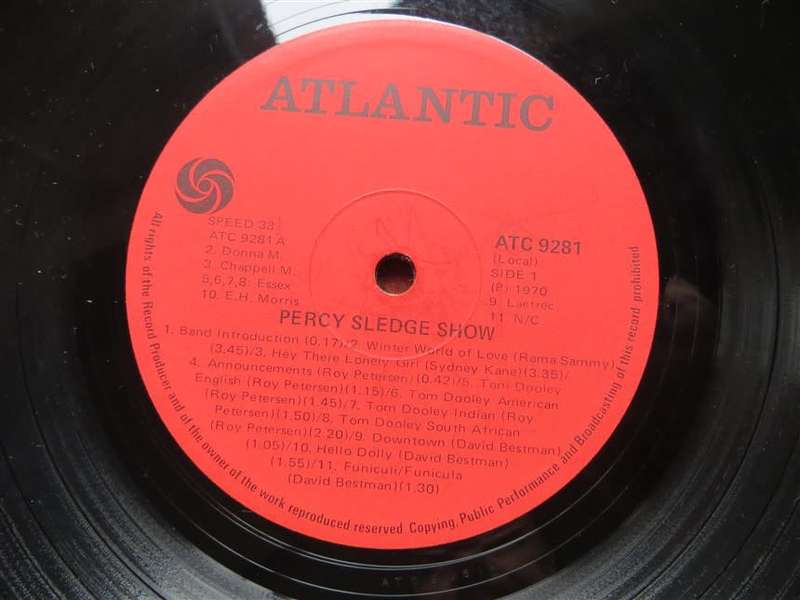 ATLANTIC
SPEED 33
ATC 9281 A
2. Donna M.
3. Chappell M.
5,6,7,8. Essex
10. E.H. Morris
ATC 9281
(Local)
SIDE 1
(P) 1970
9. Laetrec
11. N/C
PERCY SLEDGE SHOW
1. Band Introduction (0.17)/2. Winter World of Love (Rama Sammy)
(3.45)/3. Hey There Lonely Girl (Sydney Kane)(3.35)/
4. Announcements (Roy Petersen)(0.42)/5. Tom Dooley
English (Roy Petersen)(1.15)/6. Tom Dooley American
(Roy Petersen)(1.45)/7. Tom Dooley Indian (Roy
Petersen)(1.50)/8. Tom Dooley South African
(Roy Petersen)(2.20)/9. Downtown (David Bestman)
(1.05)/10. Hello Dolly (David Bestman)
(1.55)/11. Funiculi/Funicula
(David Bestman)(1.30)
All rights of the Record Producer and of the owner of the work reproduced reserved Copying, Public Performance and Broadcasting of this record prohibited